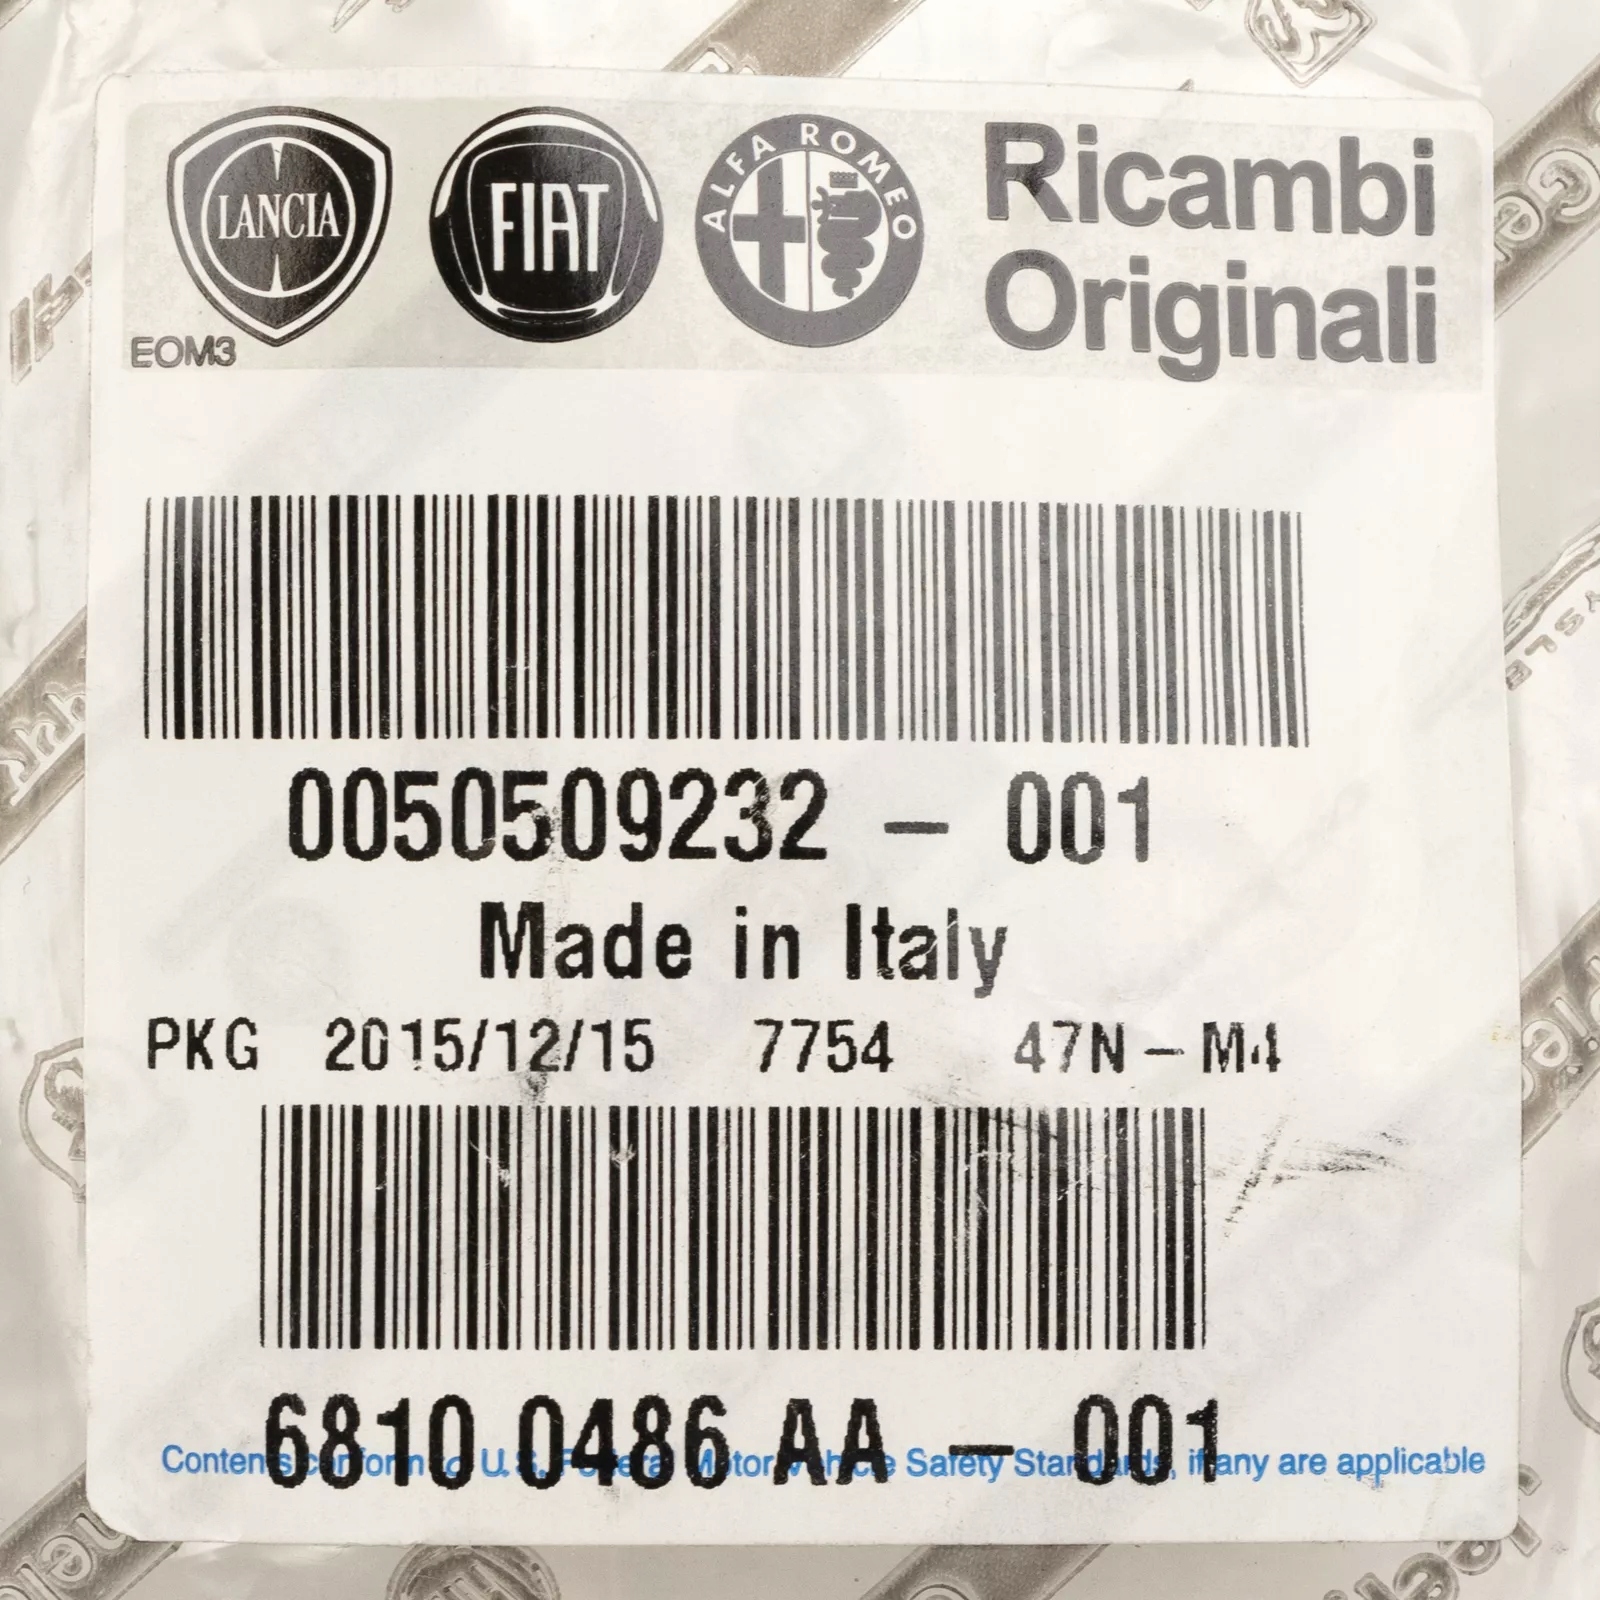 LANCIA
FIAT
ALFA ROMEO
Ricambi
Originali
EOM3
0050509232 - 001
Made in Italy
PKG 2015/12/15 7754 47N - M4
6810 0486 AA - 001
Contents conform to U.S. Federal Motor Vehicle Safety Standards, if any are applicable